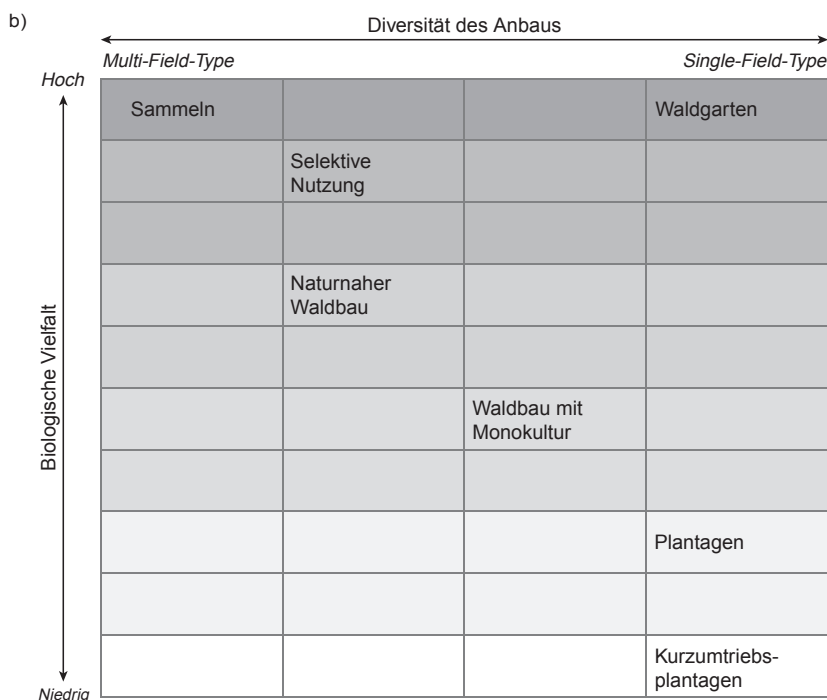 b)
Diversität des Anbaus
Multi-Field-Type
Single-Field-Type
Hoch
Sammeln
Waldgarten
Selektive
Nutzung
Naturnaher
Waldbau
Biologische Vielfalt
Waldbau mit
Monokultur
Plantagen
Kurzumtriebs-
plantagen
Niedrig